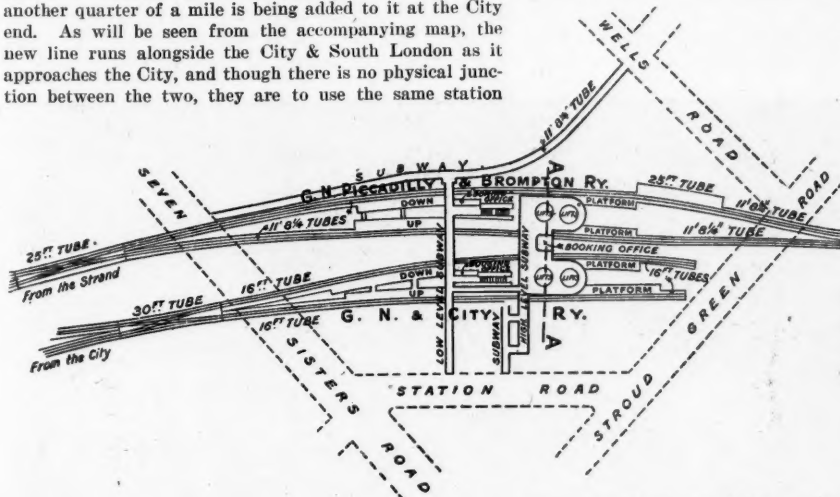 another quarter of a mile is being added to it at the City
end. As will be seen from the accompanying map, the
new line runs alongside the City & South London as it
approaches the City, and though there is no physical junc-
tion between the two, they are to use the same station
WELLS ROAD
11' 8¼" TUBE
SUBWAY
SEVEN SISTERS ROAD
G.N. PICCADILLY & BROMPTON RY.
25FT TUBE
11' 8¼" TUBE
11' 8¼" TUBE
DOWN
BOOKING OFFICE
LIFTS
LIFTS
PLATFORM
PLATFORM
11' 8¼ TUBES
UP
A
BOOKING OFFICE
25FT TUBE
From the Strand
LOW LEVEL SUBWAY
HIGH LEVEL SUBWAY
30FT TUBE
16FT TUBE
DOWN
BOOKING OFFICE
LIFTS
LIFTS
PLATFORM
PLATFORM
16FT TUBES
UP
16FT TUBE
G. N. & CITY RY.
SUBWAY
A
From the City
STATION ROAD
STROUD GREEN ROAD